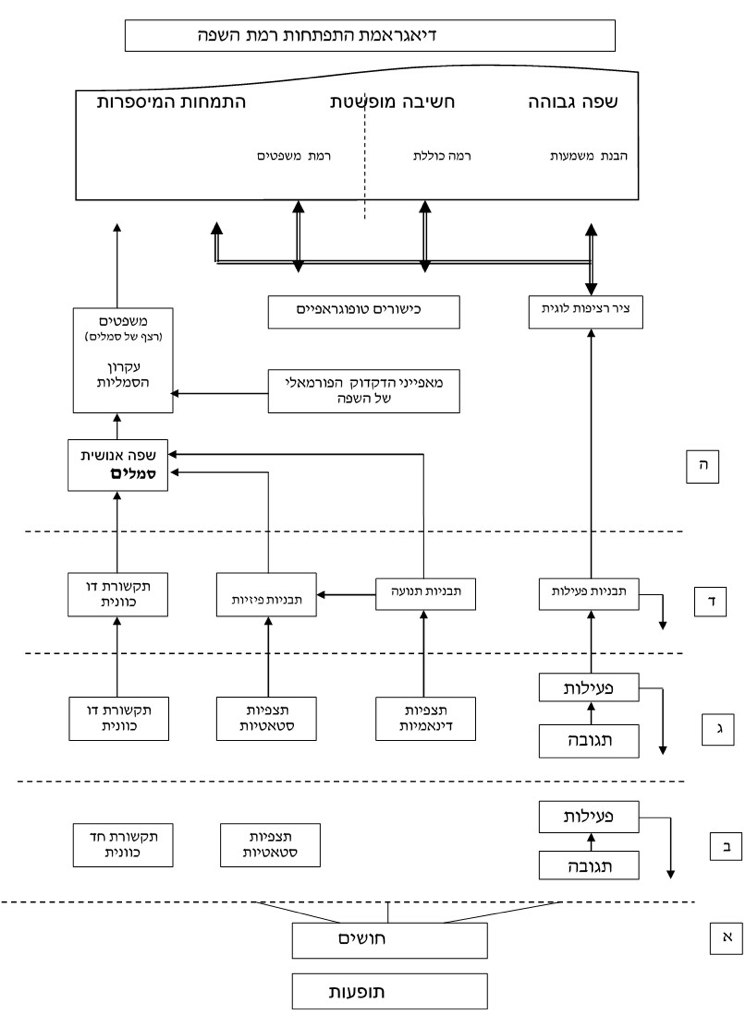 דיאגראמת התפתחות רמת השפה
שפה גבוהה
חשיבה מופשטת
התמחות המיספרות
הבנת משמעות
רמה כוללת
רמת משפטים
ציר רציפות לוגית
כישורים טופוגראפיים
משפטים
(רצף של סמלים)
עקרון
הסמליות
מאפייני הדקדוק הפורמאלי
של השפה
שפה אנושית
סמלים
ה
תבניות פעילות
תבניות תנועה
תבניות פיזיות
תקשורת דו
כוונית
ד
פעילות
תגובה
תצפיות
דינאמיות
תצפיות
סטאטיות
תקשורת דו
כוונית
ג
פעילות
תגובה
תצפיות
סטאטיות
תקשורת חד
כוונית
ב
חושים
א
תופעות